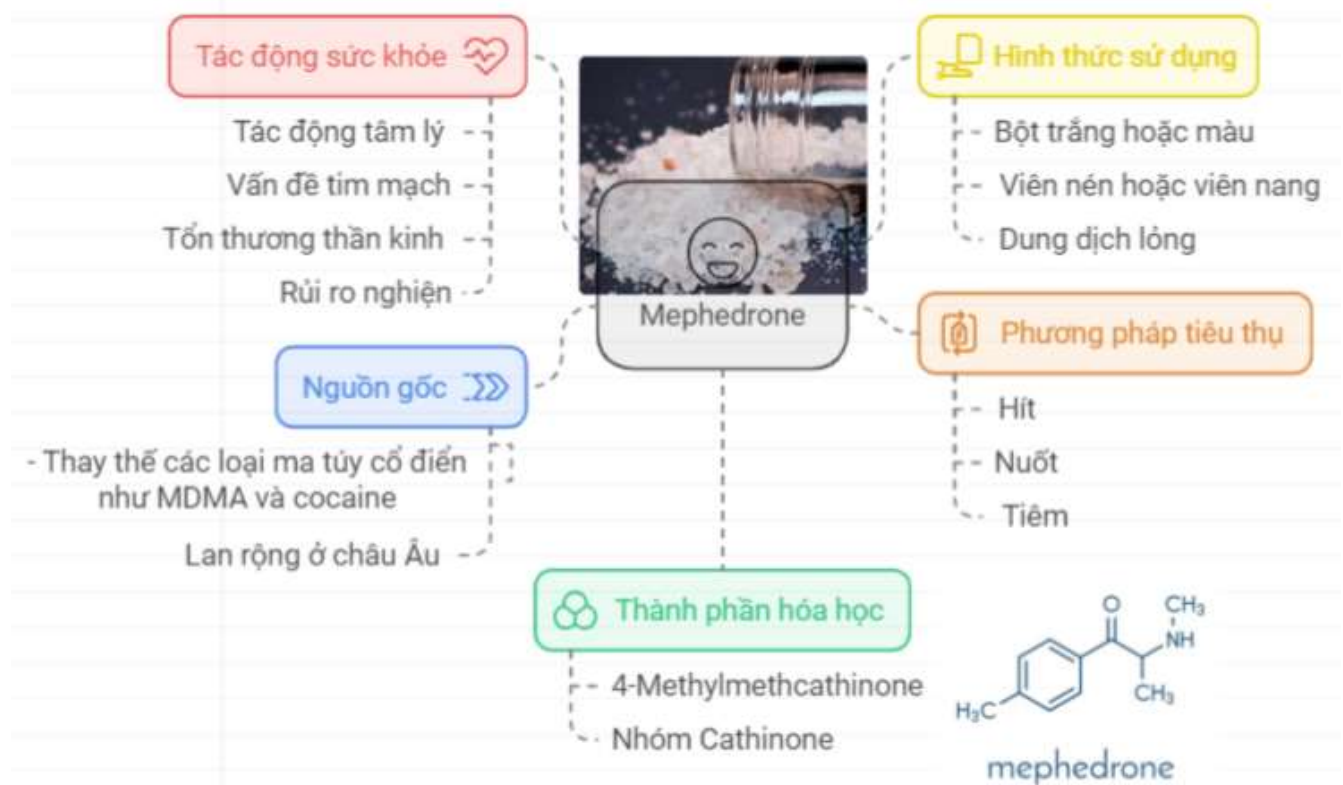 Tác động sức khỏe
Tác động tâm lý
Vấn đề tim mạch
Tổn thương thần kinh
Rủi ro nghiện
Nguồn gốc
- Thay thế các loại ma túy cổ điển
như MDMA và cocaine
Lan rộng ở châu Âu
Mephedrone
Hình thức sử dụng
Bột trắng hoặc màu
Viên nén hoặc viên nang
Dung dịch lỏng
Phương pháp tiêu thụ
Hít
Nuốt
Tiêm
Thành phần hóa học
4-Methylmethcathinone
Nhóm Cathinone
O
CH₃
NH
CH₃
H₃C
mephedrone